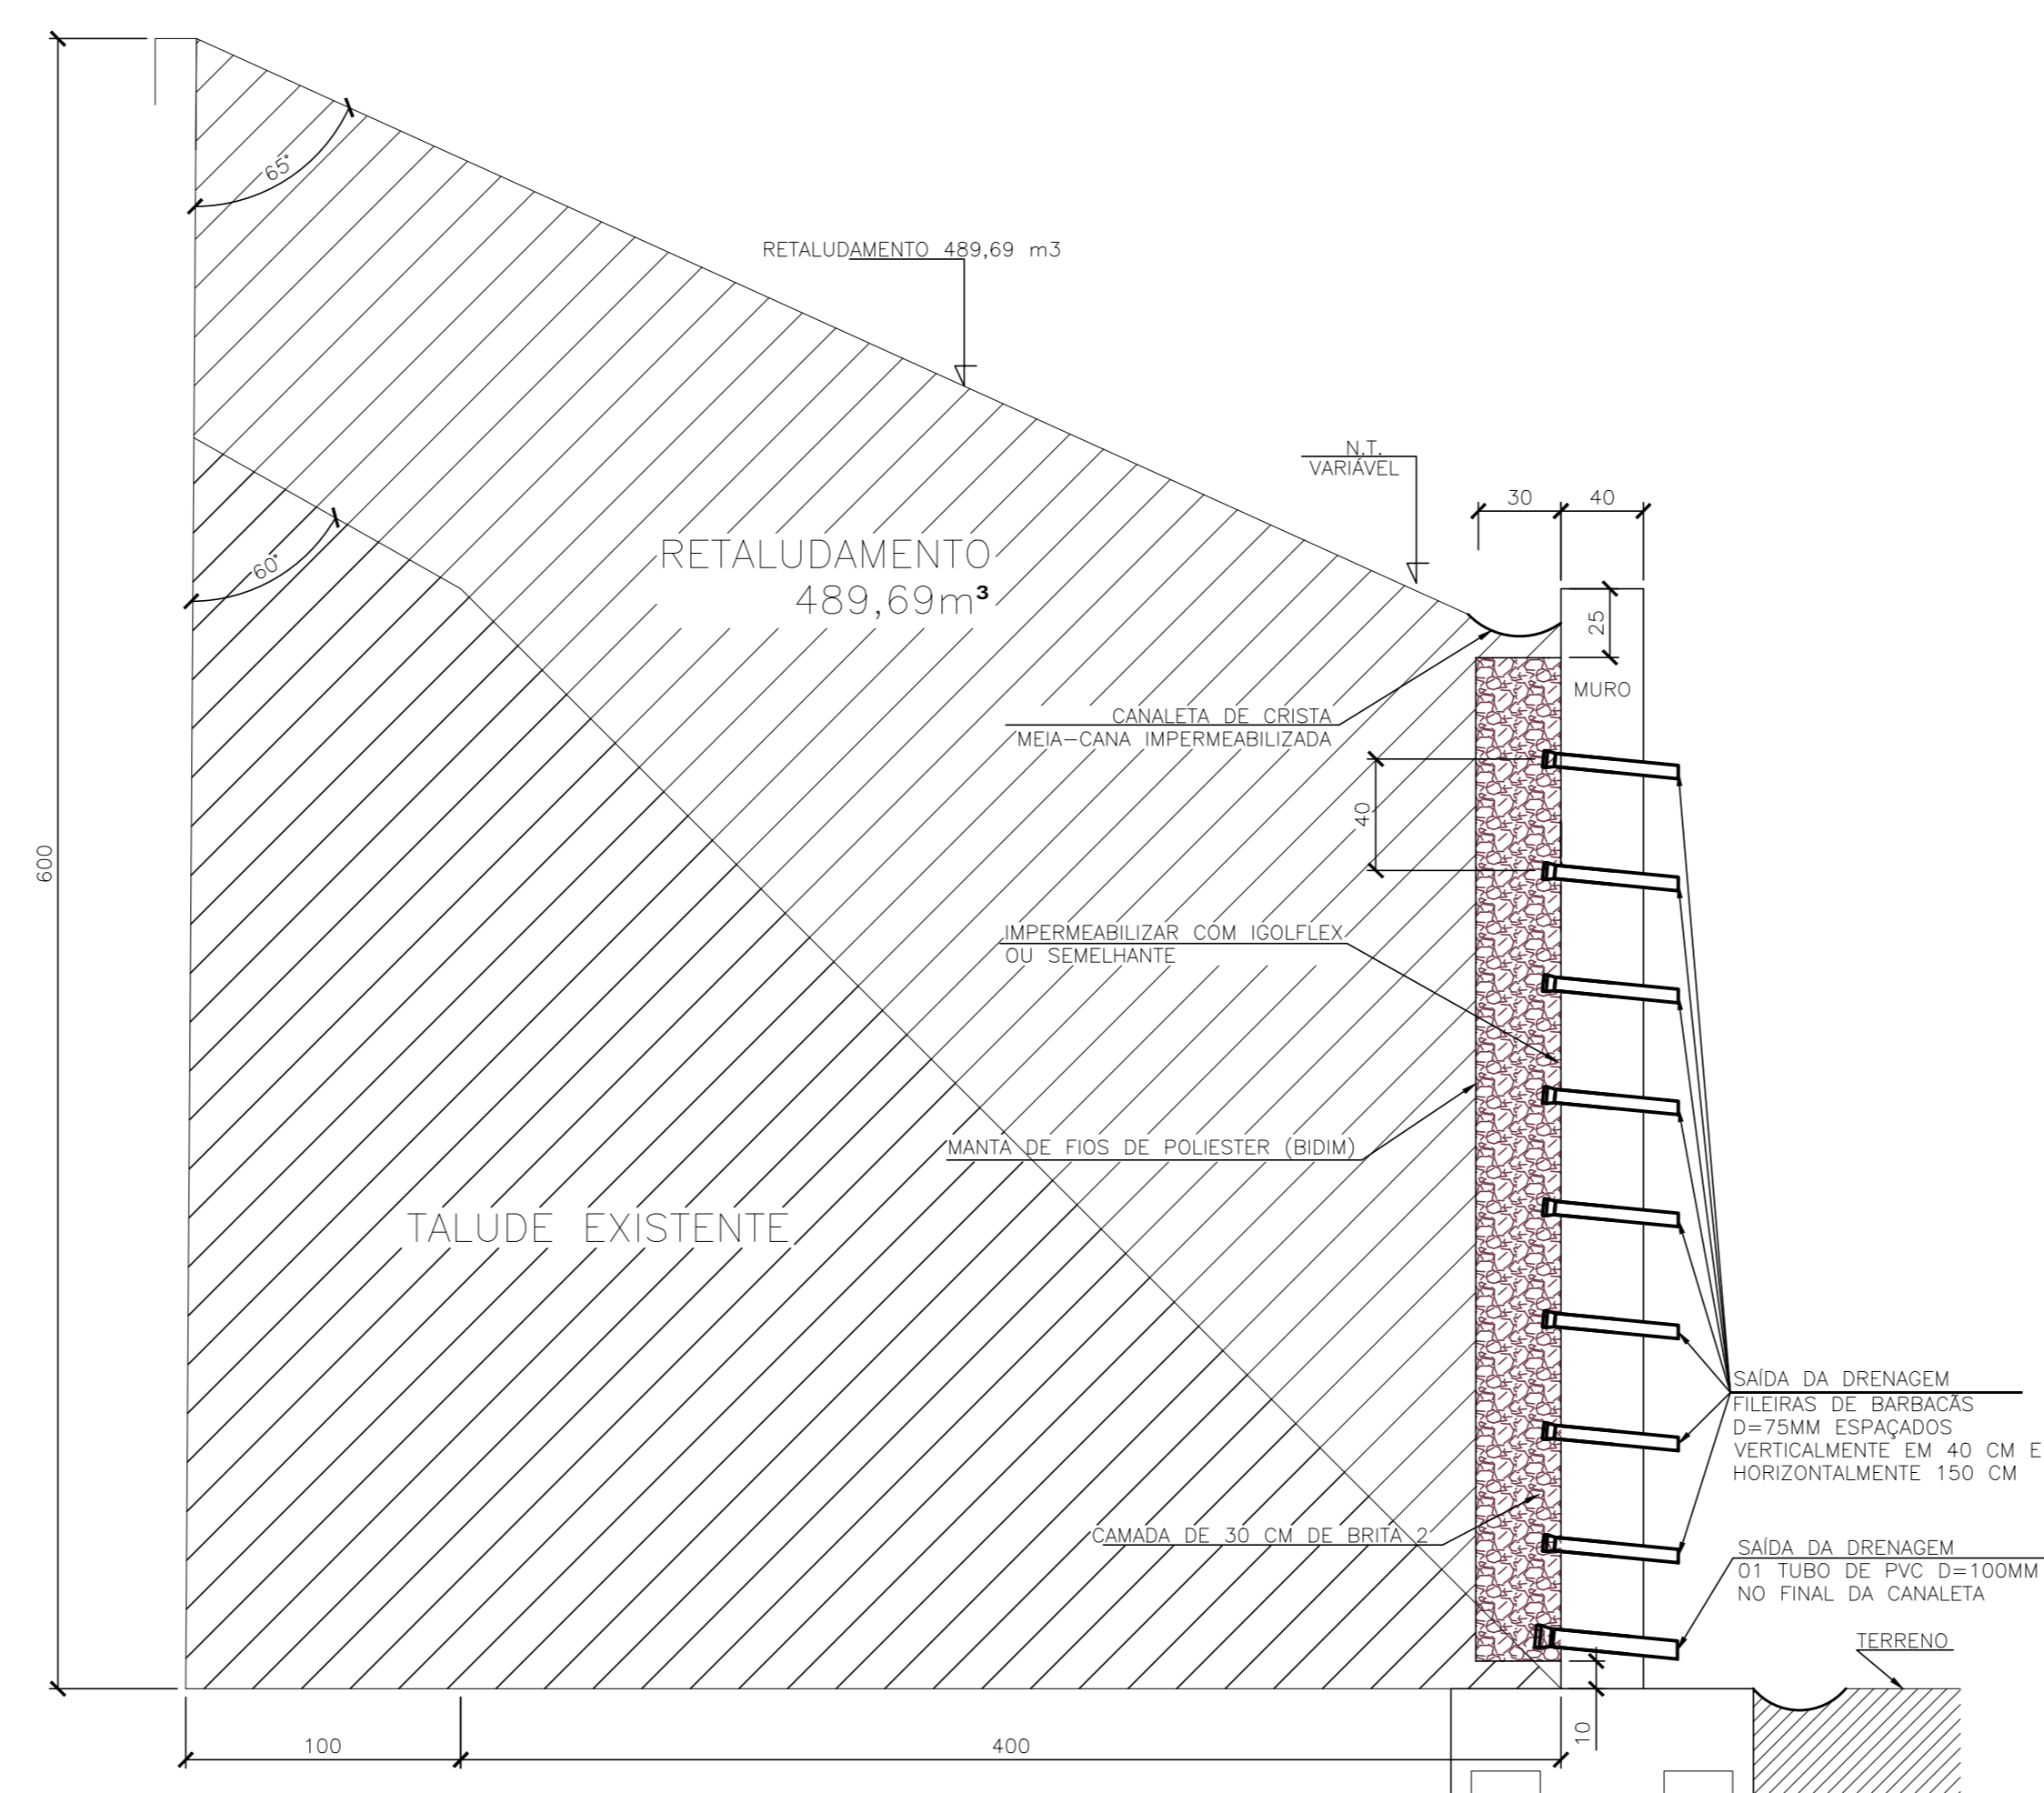 65°
RETALUDAMENTO 489,69 m3
N.T.
VARIÁVEL
30
40
60°
RETALUDAMENTO
489,69m³
25
MURO
CANALETA DE CRISTA
MEIA-CANA IMPERMEABILIZADA
40
600
IMPERMEABILIZAR COM IGOLFLEX
OU SEMELHANTE
MANTA DE FIOS DE POLIESTER (BIDIM)
TALUDE EXISTENTE
SAÍDA DA DRENAGEM
FILEIRAS DE BARBACÃS
D=75MM ESPAÇADOS
VERTICALMENTE EM 40 CM E
HORIZONTALMENTE 150 CM
CAMADA DE 30 CM DE BRITA 2
SAÍDA DA DRENAGEM
01 TUBO DE PVC D=100MM
NO FINAL DA CANALETA
TERRENO
10
100
400